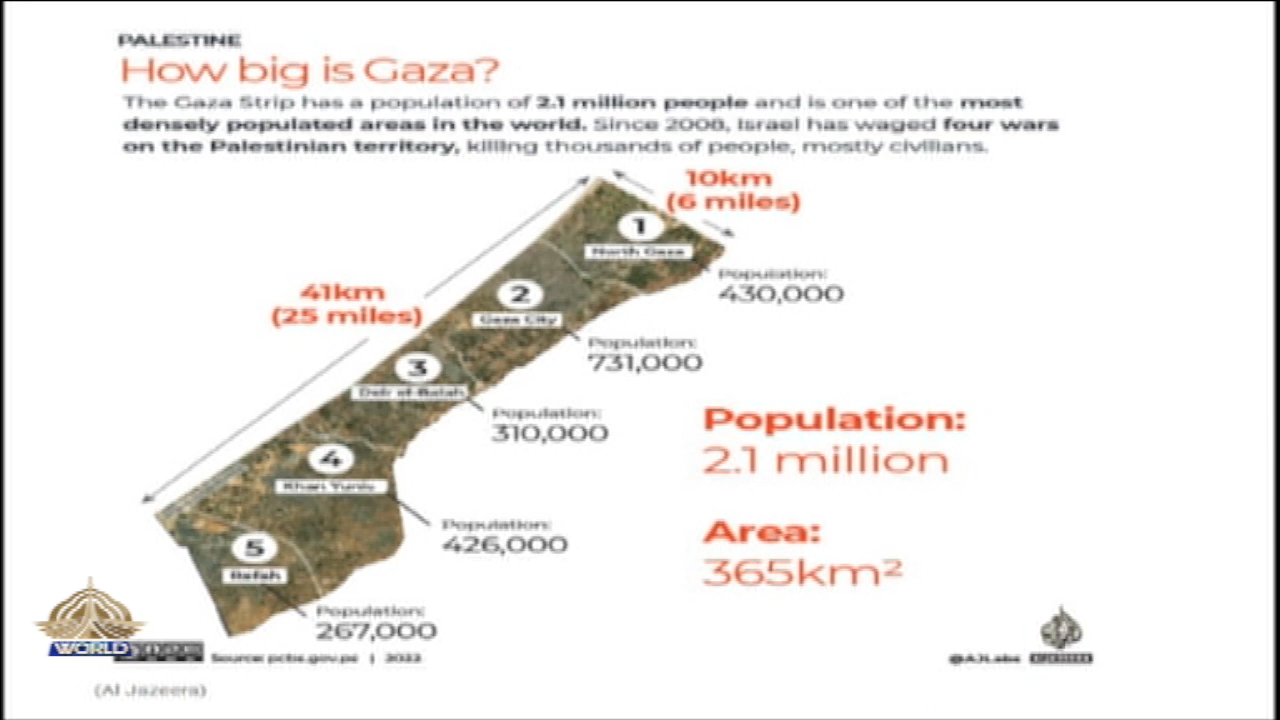 PALESTINE
How big is Gaza?
The Gaza Strip has a population of 2.1 million people and is one of the most
densely populated areas in the world. Since 2008, Israel has waged four wars
on the Palestinian territory, killing thousands of people, mostly civilians.
10km
(6 miles)
1
North Gaza
Population:
430,000
41km
(25 miles)
2
Gaza City
Population:
731,000
3
Deir el-Balah
Population:
310,000
4
Khan Yunis
Population:
426,000
5
Rafah
Population:
267,000
Population:
2.1 million
Area:
365km²
WORLD
Source: pcbs.gov.ps | 2022
@AJLabs ALJAZEERA
(Al Jazeera)